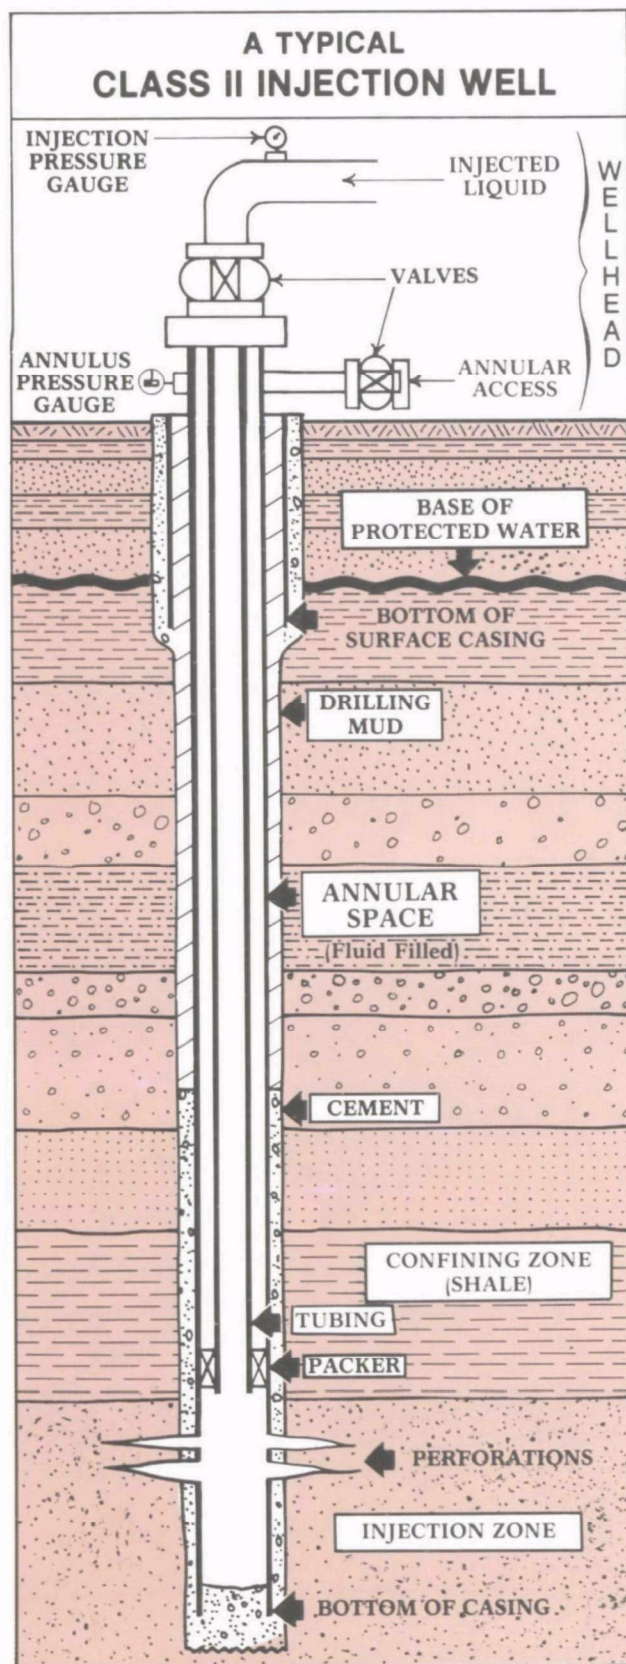 A TYPICAL
CLASS II INJECTION WELL
INJECTION
PRESSURE
GAUGE
INJECTED
LIQUID
WELLHEAD
VALVES
ANNULUS
PRESSURE
GAUGE
ANNULAR
ACCESS
BASE OF
PROTECTED WATER
BOTTOM OF
SURFACE CASING
DRILLING
MUD
ANNULAR
SPACE
(Fluid Filled)
CEMENT
CONFINING ZONE
(SHALE)
TUBING
PACKER
PERFORATIONS
INJECTION ZONE
BOTTOM OF CASING